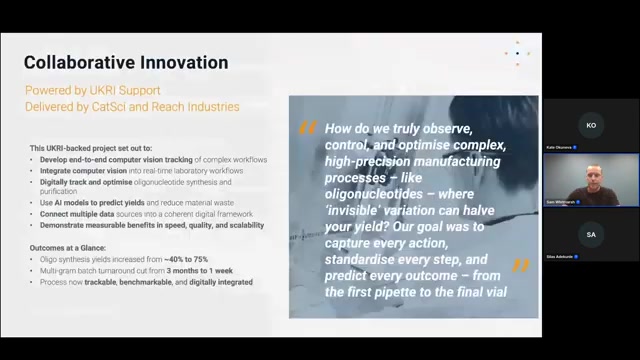 Collaborative Innovation
Powered by UKRI Support
Delivered by CatSci and Reach Industries
This UKRI-backed project set out to:
• Develop end-to-end computer vision tracking of complex workflows
• Integrate computer vision into real-time laboratory workflows
• Digitally track and optimise oligonucleotide synthesis and
purification
• Use AI models to predict yields and reduce material waste
• Connect multiple data sources into a coherent digital framework
• Demonstrate measurable benefits in speed, quality, and scalability
Outcomes at a Glance:
• Oligo synthesis yields increased from ~40% to 75%
• Multi-gram batch turnaround cut from 3 months to 1 week
• Process now trackable, benchmarkable, and digitally integrated
“ How do we truly observe,
control, and optimise complex,
high-precision manufacturing
processes – like
oligonucleotides – where
‘invisible’ variation can halve
your yield? Our goal was to
capture every action,
standardise every step, and
predict every outcome – from
the first pipette to the final vial ”
KO
Kate
Sam Whitmarsh
SA
Silas Adekunle